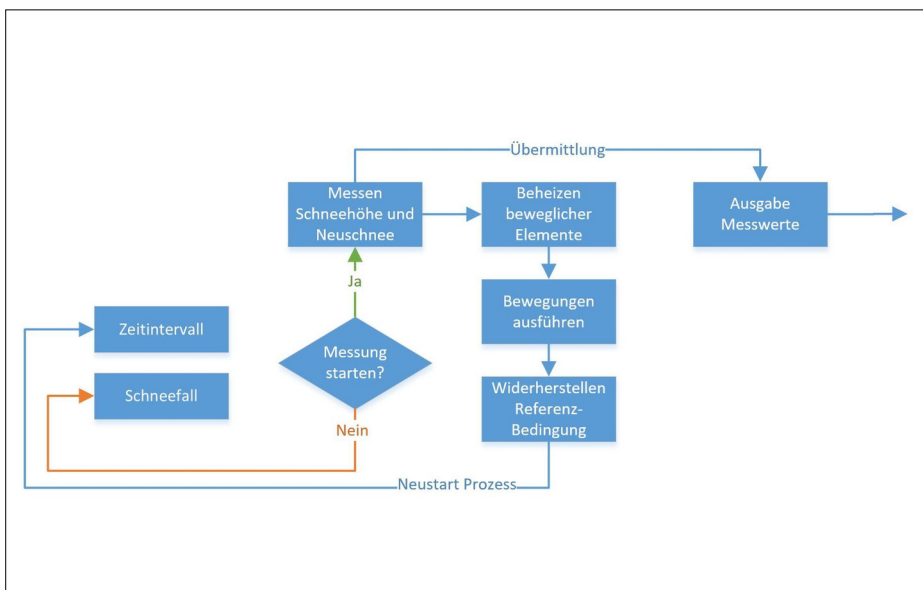 Übermittlung
Messen
Schneehöhe und
Neuschnee
Beheizen
beweglicher
Elemente
Ausgabe
Messwerte
Ja
Bewegungen
ausführen
Zeitintervall
Messung
starten?
Schneefall
Widerherstellen
Referenz-
Bedingung
Nein
Neustart Prozess